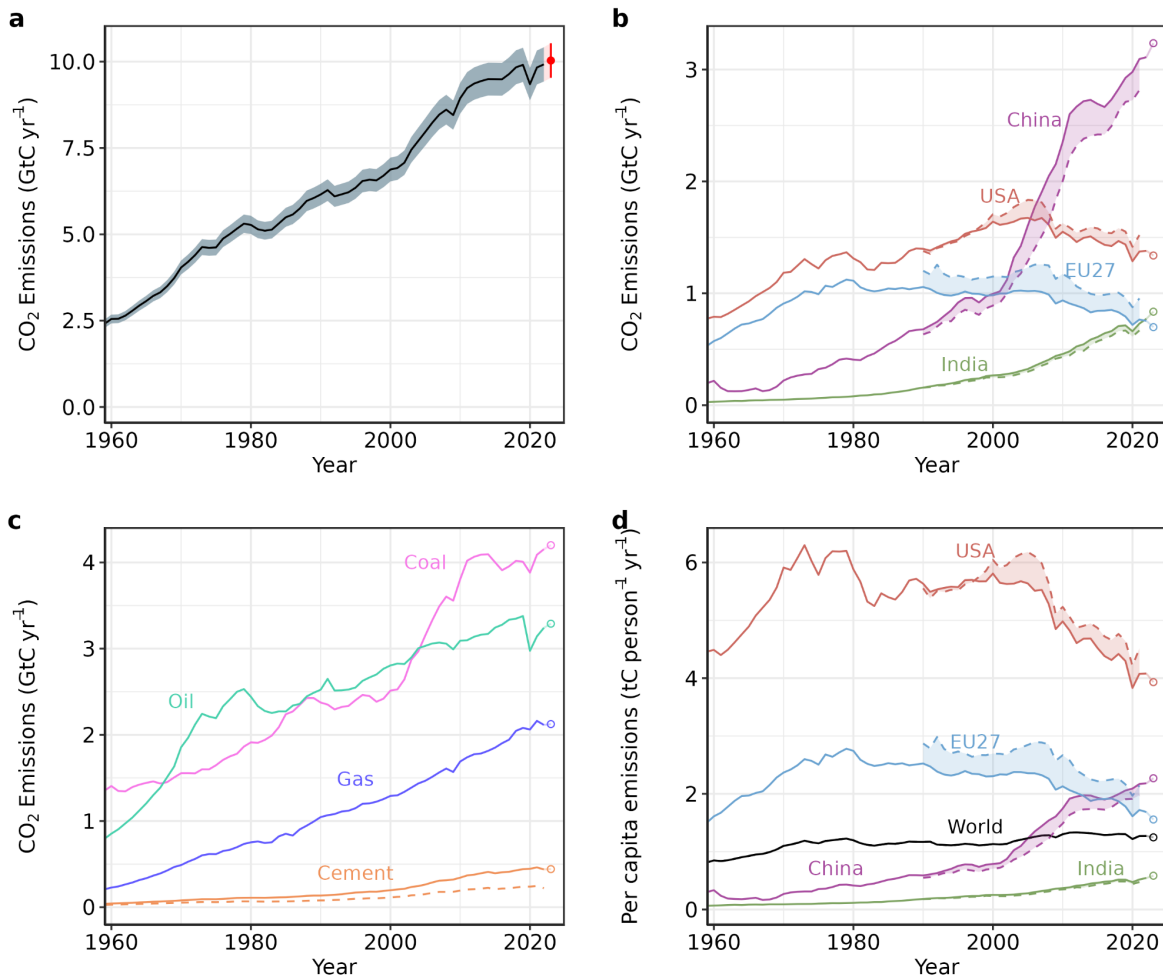 a
CO₂ Emissions (GtC yr⁻¹)
10.0
7.5
5.0
2.5
0.0
1960 1980 2000 2020
Year
b
CO₂ Emissions (GtC yr⁻¹)
3
2
1
0
China
USA
EU27
India
1960 1980 2000 2020
Year
c
CO₂ Emissions (GtC yr⁻¹)
4
3
2
1
0
Coal
Oil
Gas
Cement
1960 1980 2000 2020
Year
d
Per capita emissions (tC person⁻¹ yr⁻¹)
6
4
2
0
USA
EU27
World
China
India
1960 1980 2000 2020
Year